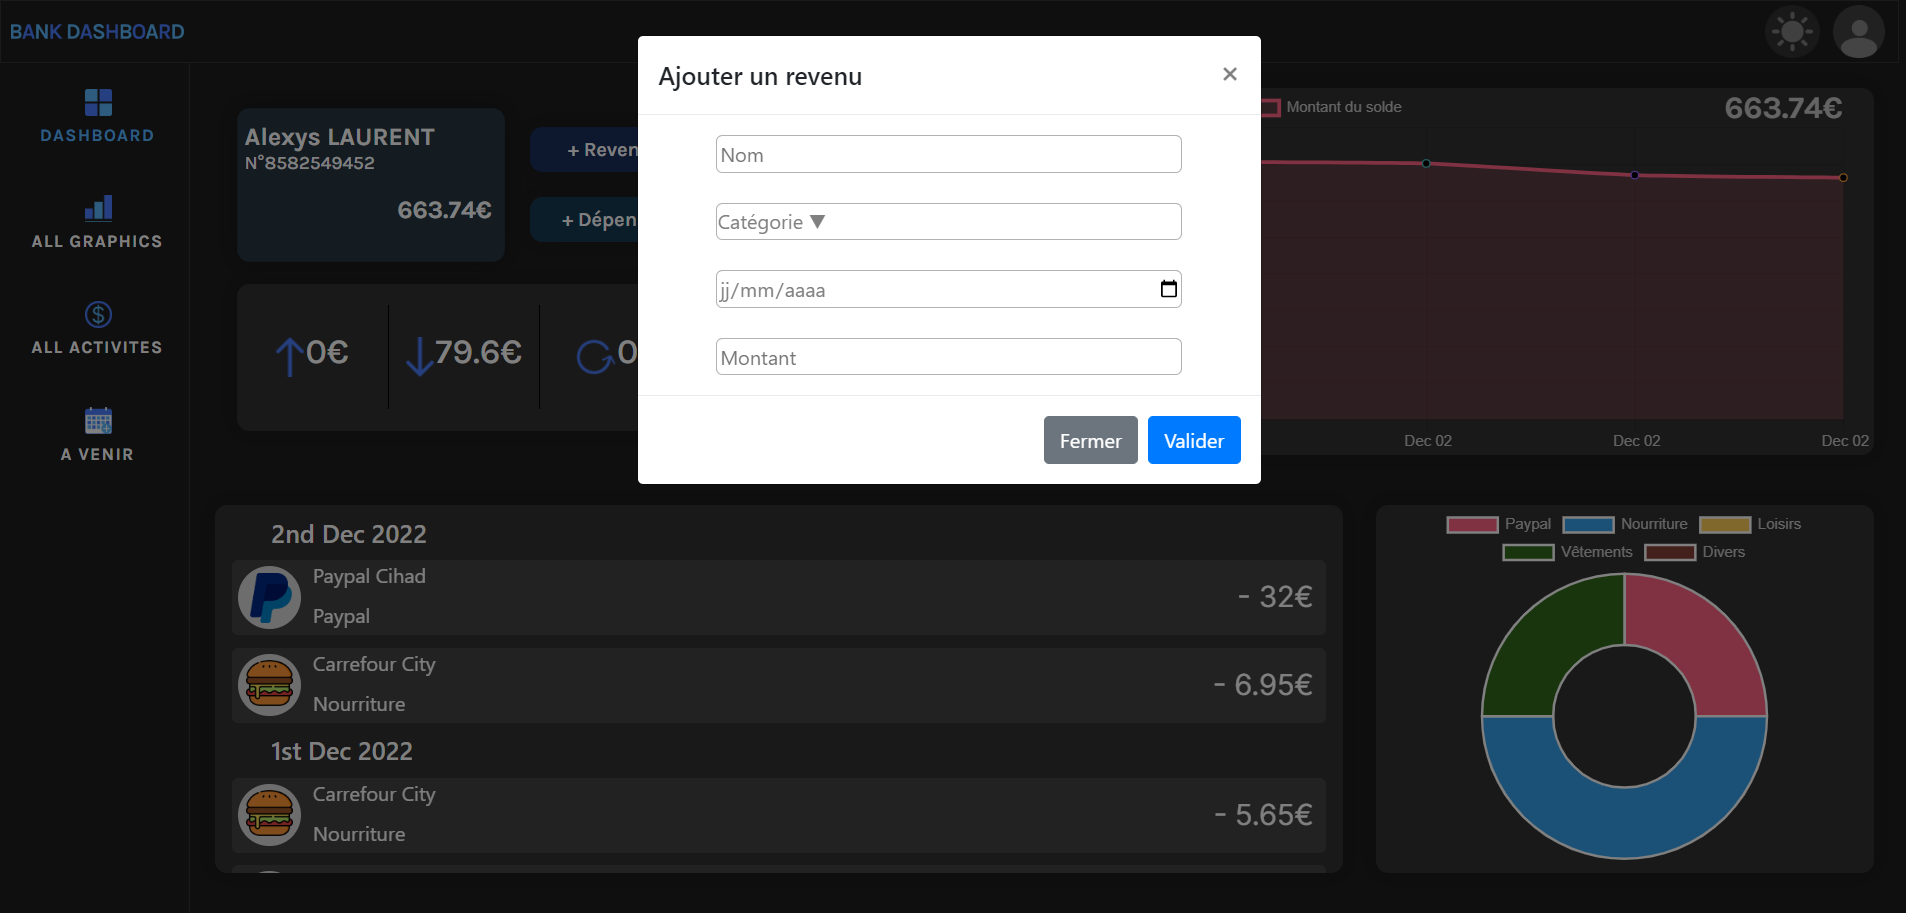 BANK DASHBOARD
DASHBOARD
ALL GRAPHICS
ALL ACTIVITES
A VENIR
Alexys LAURENT
N°8582549452
663.74€
+ Reven
+ Dépen
0€
79.6€
0
Ajouter un revenu
×
Nom
Catégorie ▼
jj/mm/aaaa
Montant
Fermer
Valider
Montant du solde
663.74€
Dec 02
Dec 02
Dec 02
2nd Dec 2022
Paypal Cihad
Paypal
- 32€
Carrefour City
Nourriture
- 6.95€
1st Dec 2022
Carrefour City
Nourriture
- 5.65€
Paypal
Nourriture
Loisirs
Vêtements
Divers